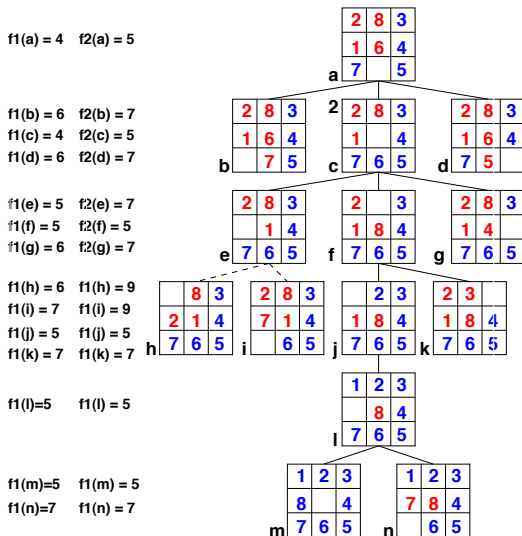 f1(a) = 4 f2(a) = 5
2 8 3
1 6 4
7 5
a
f1(b) = 6 f2(b) = 7
f1(c) = 4 f2(c) = 5
f1(d) = 6 f2(d) = 7
2 8 3
1 6 4
7 5
b
2
2 8 3
1 4
7 6 5
c
2 8 3
1 6 4
7 5
d
f1(e) = 5 f2(e) = 7
f1(f) = 5 f2(f) = 5
f1(g) = 6 f2(g) = 7
2 8 3
1 4
7 6 5
e
2 3
1 8 4
7 6 5
f
2 8 3
1 4
7 6 5
g
f1(h) = 6 f1(h) = 9
f1(i) = 7 f1(i) = 9
f1(j) = 5 f1(j) = 5
f1(k) = 7 f1(k) = 7
8 3
2 1 4
7 6 5
h
2 8 3
7 1 4
6 5
i
2 3
1 8 4
7 6 5
j
2 3
1 8 4
7 6 5
k
f1(l)=5 f1(l) = 5
1 2 3
8 4
7 6 5
l
f1(m)=5 f1(m) = 5
f1(n)=7 f1(n) = 7
1 2 3
8 4
7 6 5
m
1 2 3
7 8 4
6 5
n